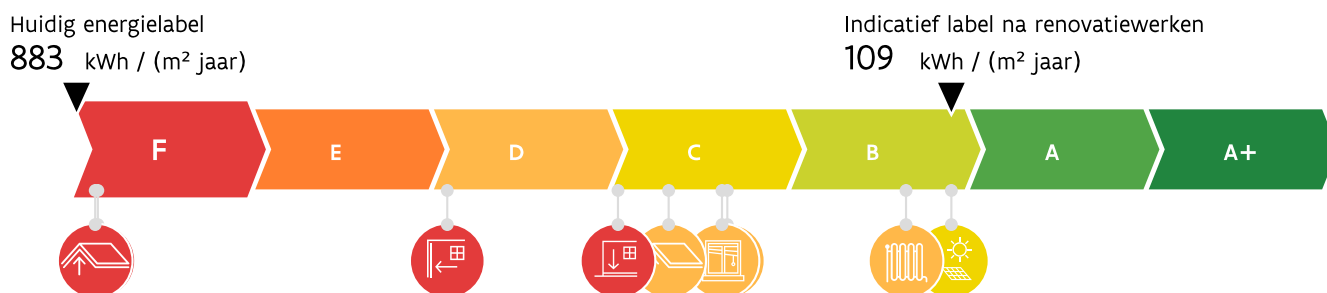 Huidig energielabel
883 kWh / (m² jaar)
Indicatief label na renovatiewerken
109 kWh / (m² jaar)
F E D C B A A+